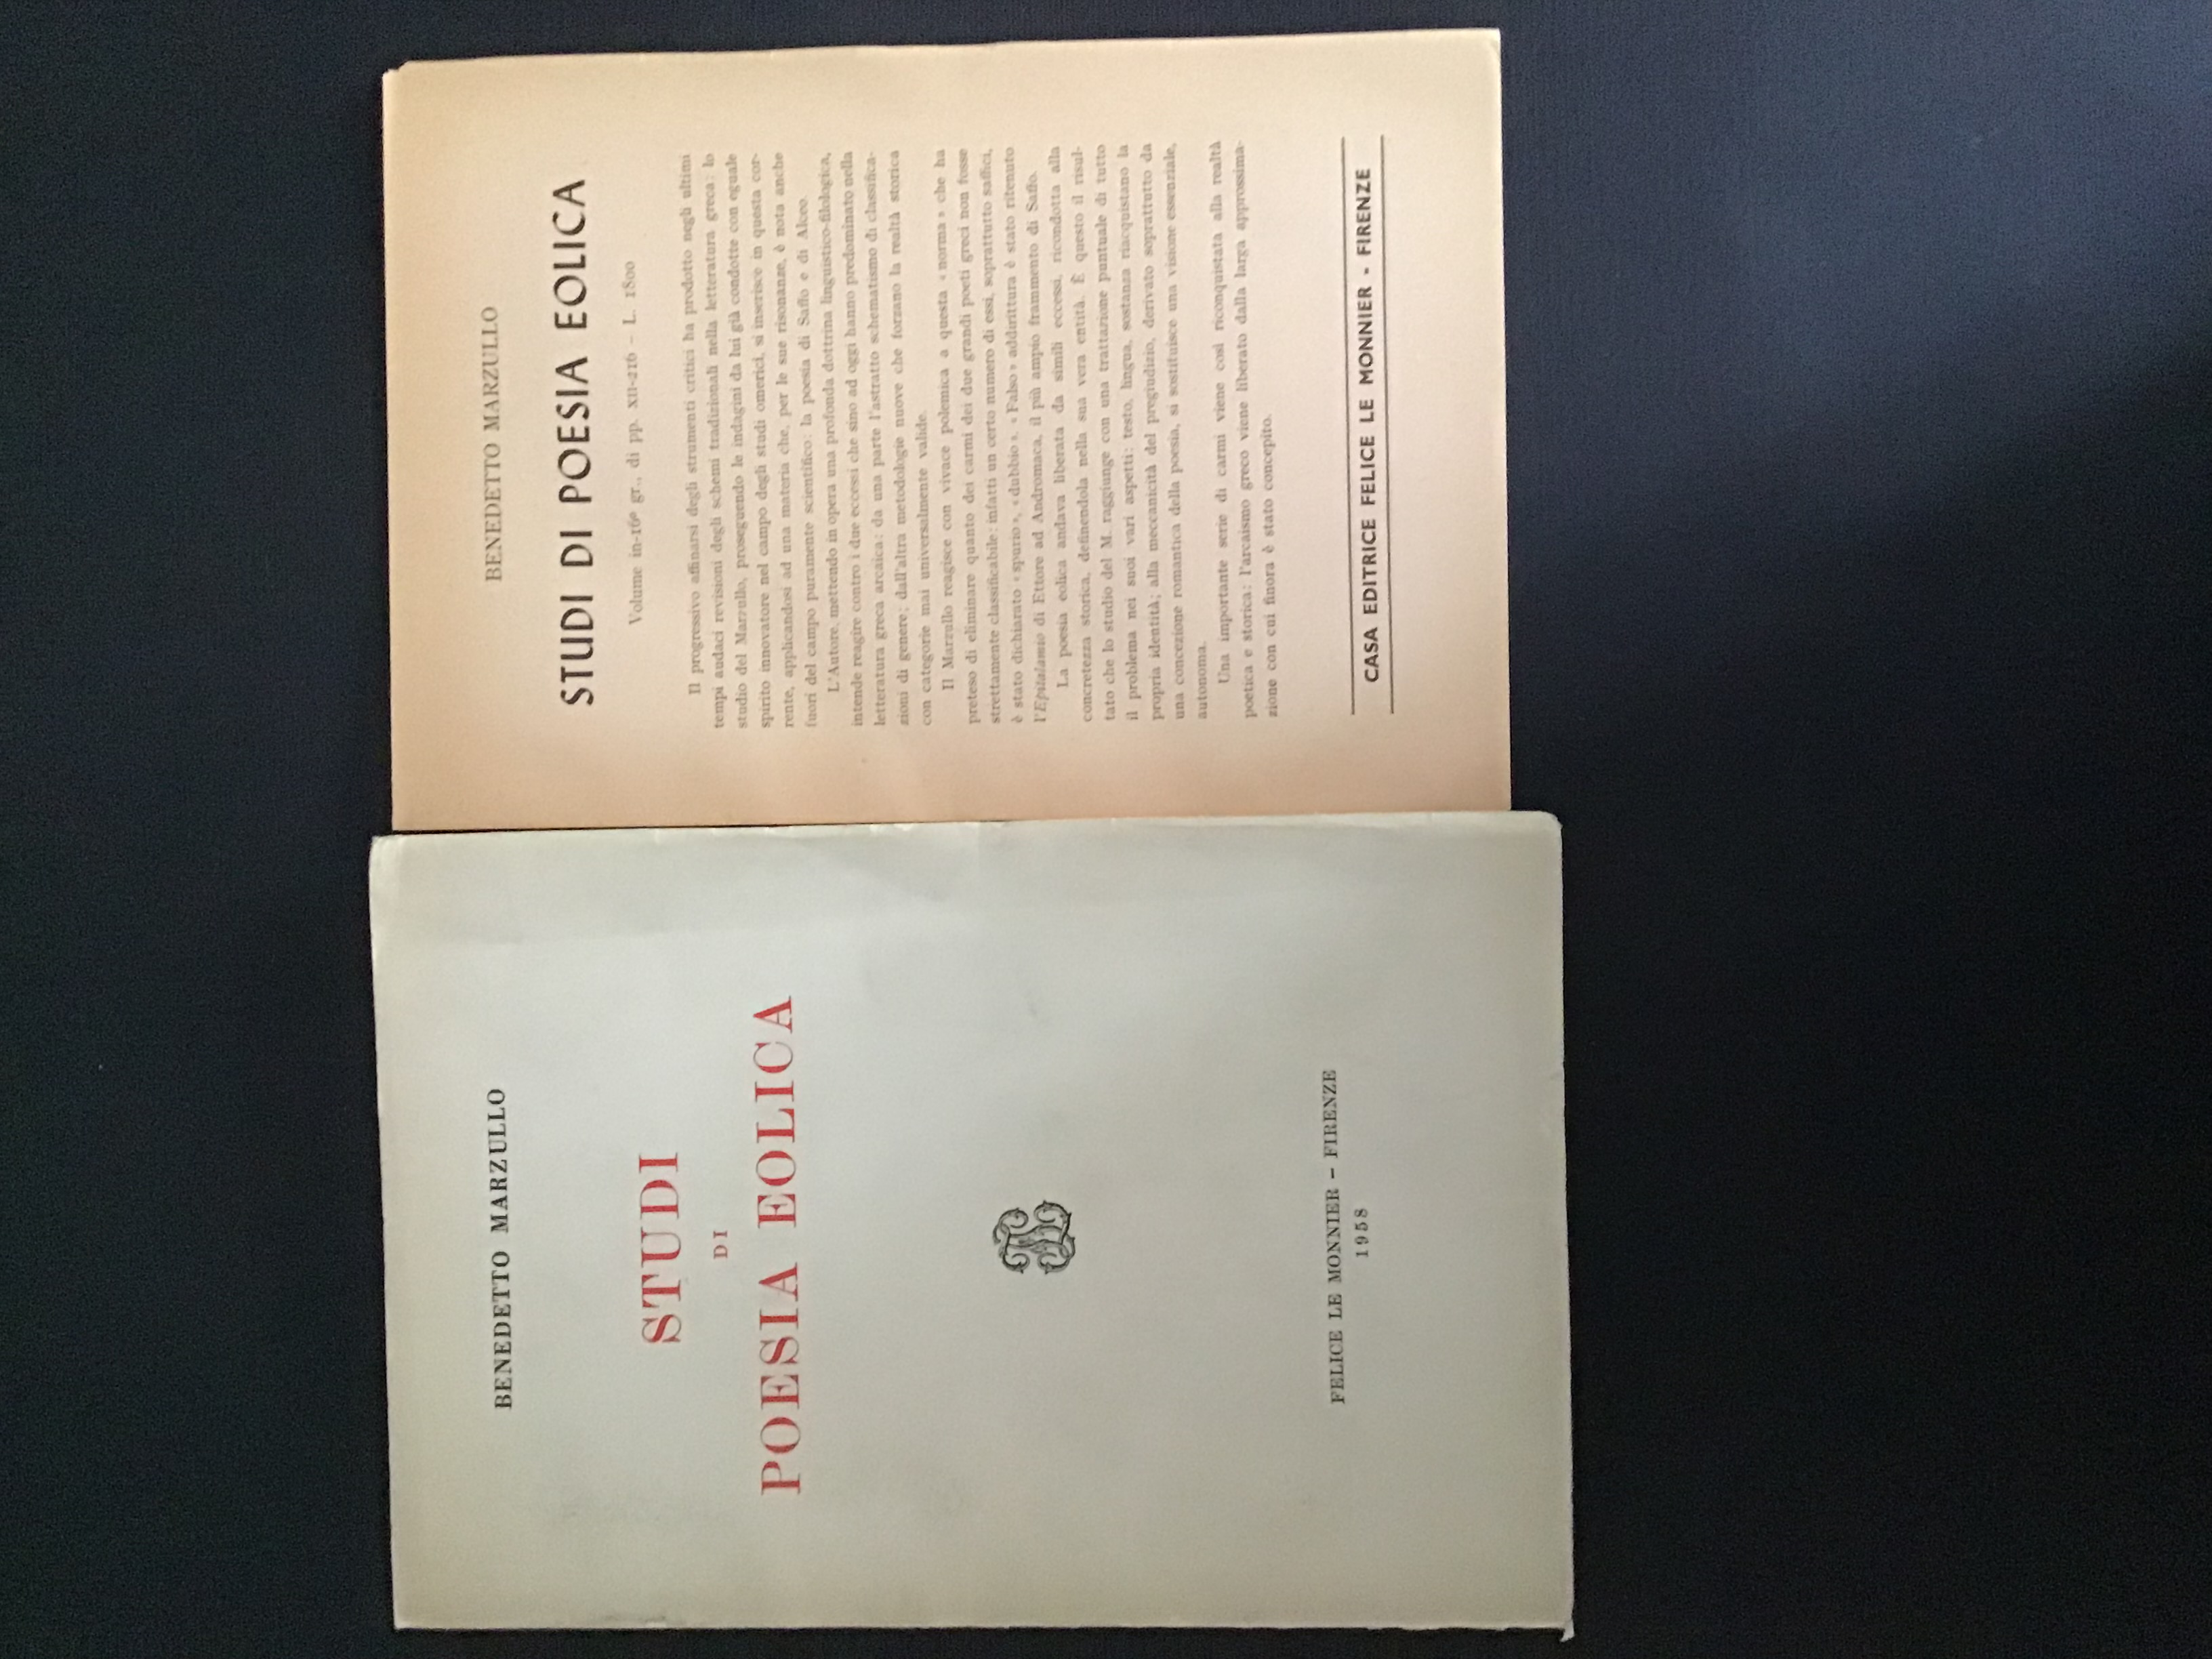 BENEDETTO MARZULLO
STUDI
DI
POESIA EOLICA
FELICE LE MONNIER – FIRENZE
1958
BENEDETTO MARZULLO
STUDI DI POESIA EOLICA
Volume in-16º gr., di pp. XII-216 – L. 1800
Il progressivo affinarsi degli strumenti critici ha prodotto negli ultimi
tempi audaci revisioni degli schemi tradizionali nella letteratura greca: lo
studio del Marzullo, proseguendo le indagini da lui già condotte con eguale
spirito innovatore nel campo degli studi omerici, si inserisce in questa cor-
rente, applicandosi ad una materia che, per le sue risonanze, è nota anche
fuori del campo puramente scientifico: la poesia di Saffo e di Alceo.
L'Autore, mettendo in opera una profonda dottrina linguistico-filologica,
intende reagire contro i due eccessi che sino ad oggi hanno predominato nella
letteratura greca arcaica: da una parte l'astratto schematismo di classifica-
zioni di genere; dall'altra metodologie nuove che forzano la realtà storica
con categorie mai universalmente valide.
Il Marzullo reagisce con vivace polemica a questa « norma » che ha
preteso di eliminare quanto dei carmi dei due grandi poeti greci non fosse
strettamente classificabile: infatti un certo numero di essi, soprattutto saffici,
è stato dichiarato « spurio », « dubbio ». « Falso » addirittura è stato ritenuto
l'Epitalamio di Ettore ad Andromaca, il più ampio frammento di Saffo.
La poesia eolica andava liberata da simili eccessi, ricondotta alla
concretezza storica, definendola nella sua vera entità. È questo il risul-
tato che lo studio del M. raggiunge con una trattazione puntuale di tutto
il problema nei suoi vari aspetti: testo, lingua, sostanza riacquistano la
propria identità; alla meccanicità del pregiudizio, derivato soprattutto da
una concezione romantica della poesia, si sostituisce una visione essenziale,
autonoma.
Una importante serie di carmi viene così riconquistata alla realtà
poetica e storica: l'arcaismo greco viene liberato dalla larga approssima-
zione con cui finora è stato concepito.
CASA EDITRICE FELICE LE MONNIER - FIRENZE